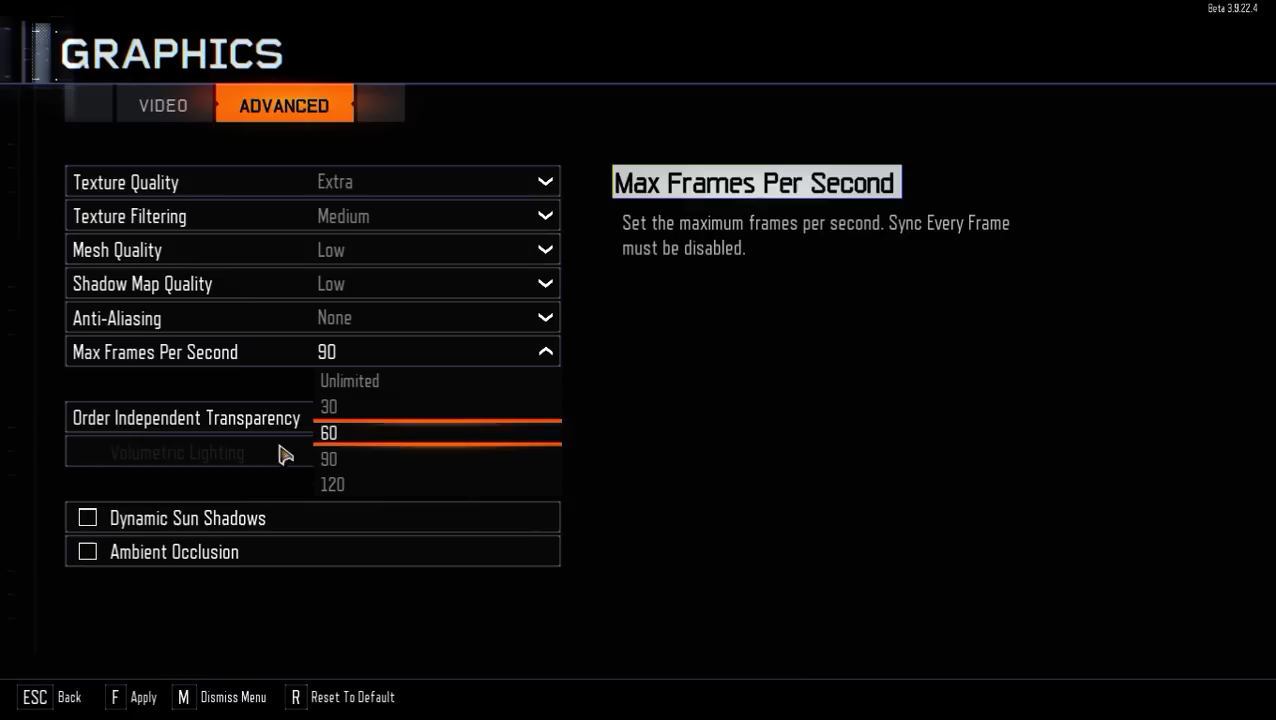 Beta 3.9.22.4
GRAPHICS
VIDEO ADVANCED
Texture Quality Extra
Texture Filtering Medium
Mesh Quality Low
Shadow Map Quality Low
Anti-Aliasing None
Max Frames Per Second 90
Unlimited
30
60
90
120
Order Independent Transparency
Volumetric Lighting
Dynamic Sun Shadows
Ambient Occlusion
Max Frames Per Second
Set the maximum frames per second. Sync Every Frame
must be disabled.
ESC Back F Apply M Dismiss Menu R Reset To Default